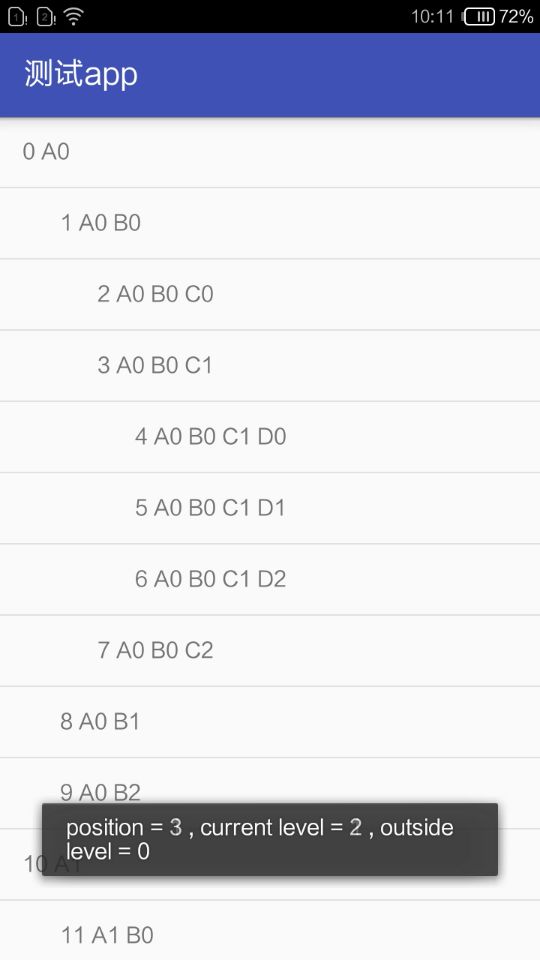 1 ! 2 ! 10:11 72%
测试app
0 A0
1 A0 B0
2 A0 B0 C0
3 A0 B0 C1
4 A0 B0 C1 D0
5 A0 B0 C1 D1
6 A0 B0 C1 D2
7 A0 B0 C2
8 A0 B1
9 A0 B2
position = 3 , current level = 2 , outside
level = 0
10 A1
11 A1 B0